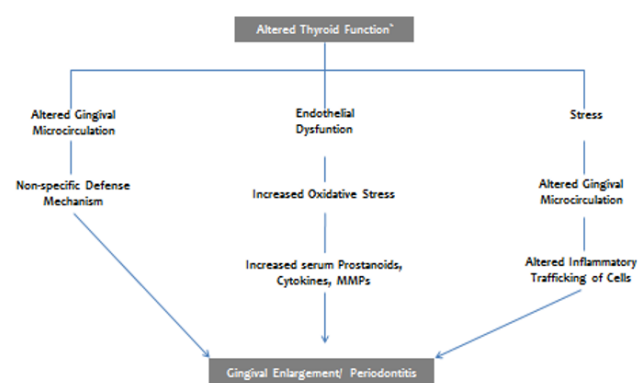 Altered Thyroid Function`
Altered Gingival
Microcirculation
Non-specific Defense
Mechanism
Endothelial
Dysfuntion
Increased Oxidative Stress
Increased serum Prostanoids,
Cytokines, MMPs
Stress
Altered Gingival
Microcirculation
Altered Inflammatory
Trafficking of Cells
Gingival Enlargement/ Periodontitis